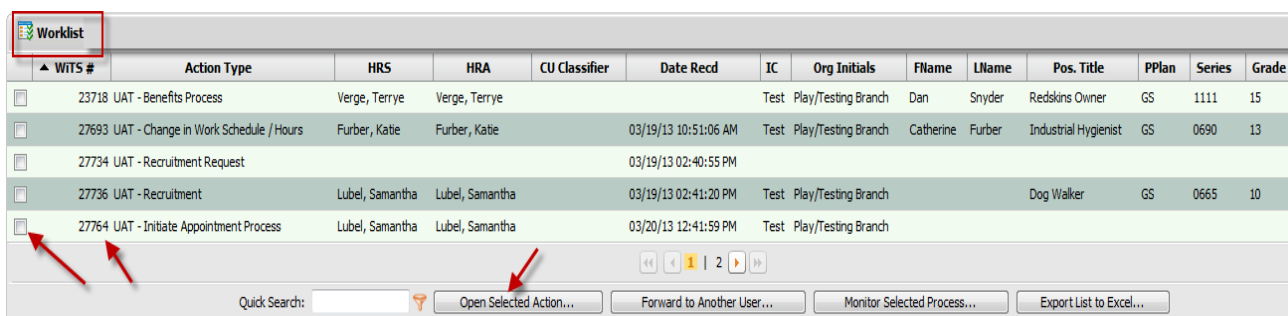 Worklist
▲ WiTS # Action Type HRS HRA CU Classifier Date Recd IC Org Initials FName LName Pos. Title PPlan Series Grade
23718 UAT - Benefits Process Verge, Terrye Verge, Terrye Test Play/Testing Branch Dan Snyder Redskins Owner GS 1111 15
27693 UAT - Change in Work Schedule / Hours Furber, Katie Furber, Katie 03/19/13 10:51:06 AM Test Play/Testing Branch Catherine Furber Industrial Hygienist GS 0690 13
27734 UAT - Recruitment Request 03/19/13 02:40:55 PM
27736 UAT - Recruitment Lubel, Samantha Lubel, Samantha 03/19/13 02:41:20 PM Test Play/Testing Branch Dog Walker GS 0665 10
27764 UAT - Initiate Appointment Process Lubel, Samantha Lubel, Samantha 03/20/13 12:41:59 PM Test Play/Testing Branch
1 | 2
Quick Search: Open Selected Action... Forward to Another User... Monitor Selected Process... Export List to Excel...